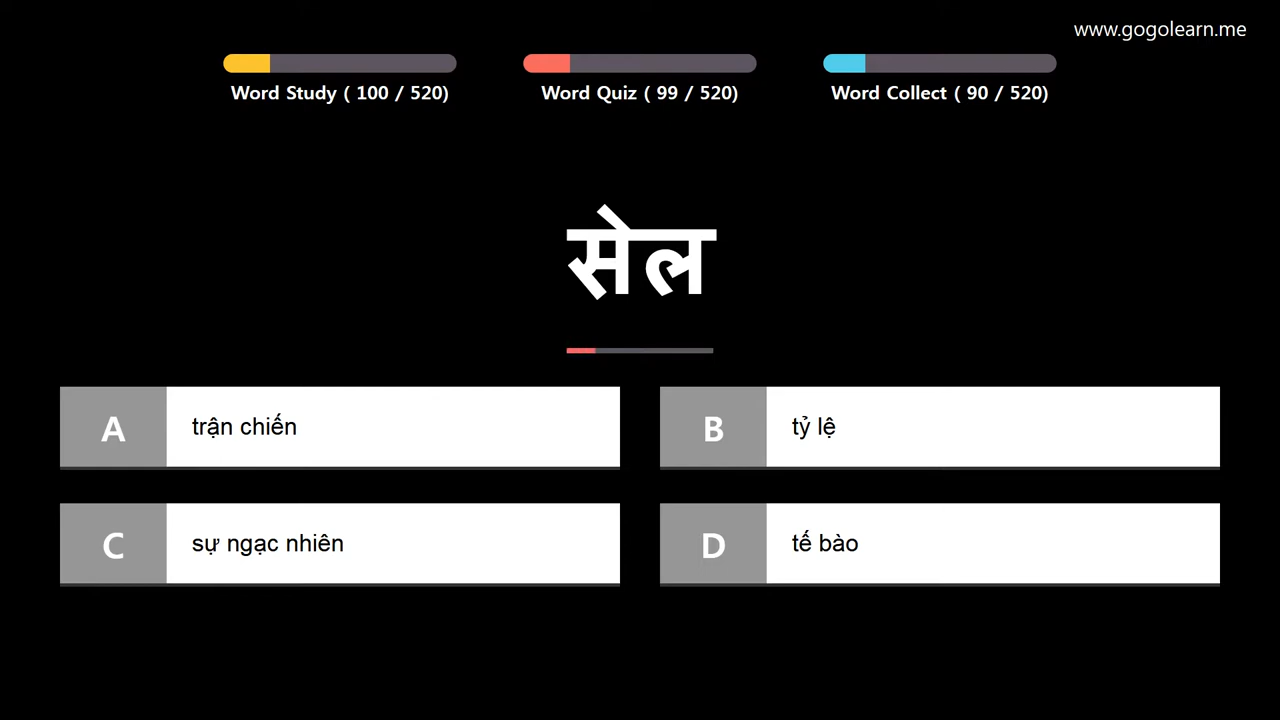 www.gogolearn.me
Word Study ( 100 / 520)
Word Quiz ( 99 / 520)
Word Collect ( 90 / 520)
सेल
A
trận chiến
B
tỷ lệ
C
sự ngạc nhiên
D
tế bào